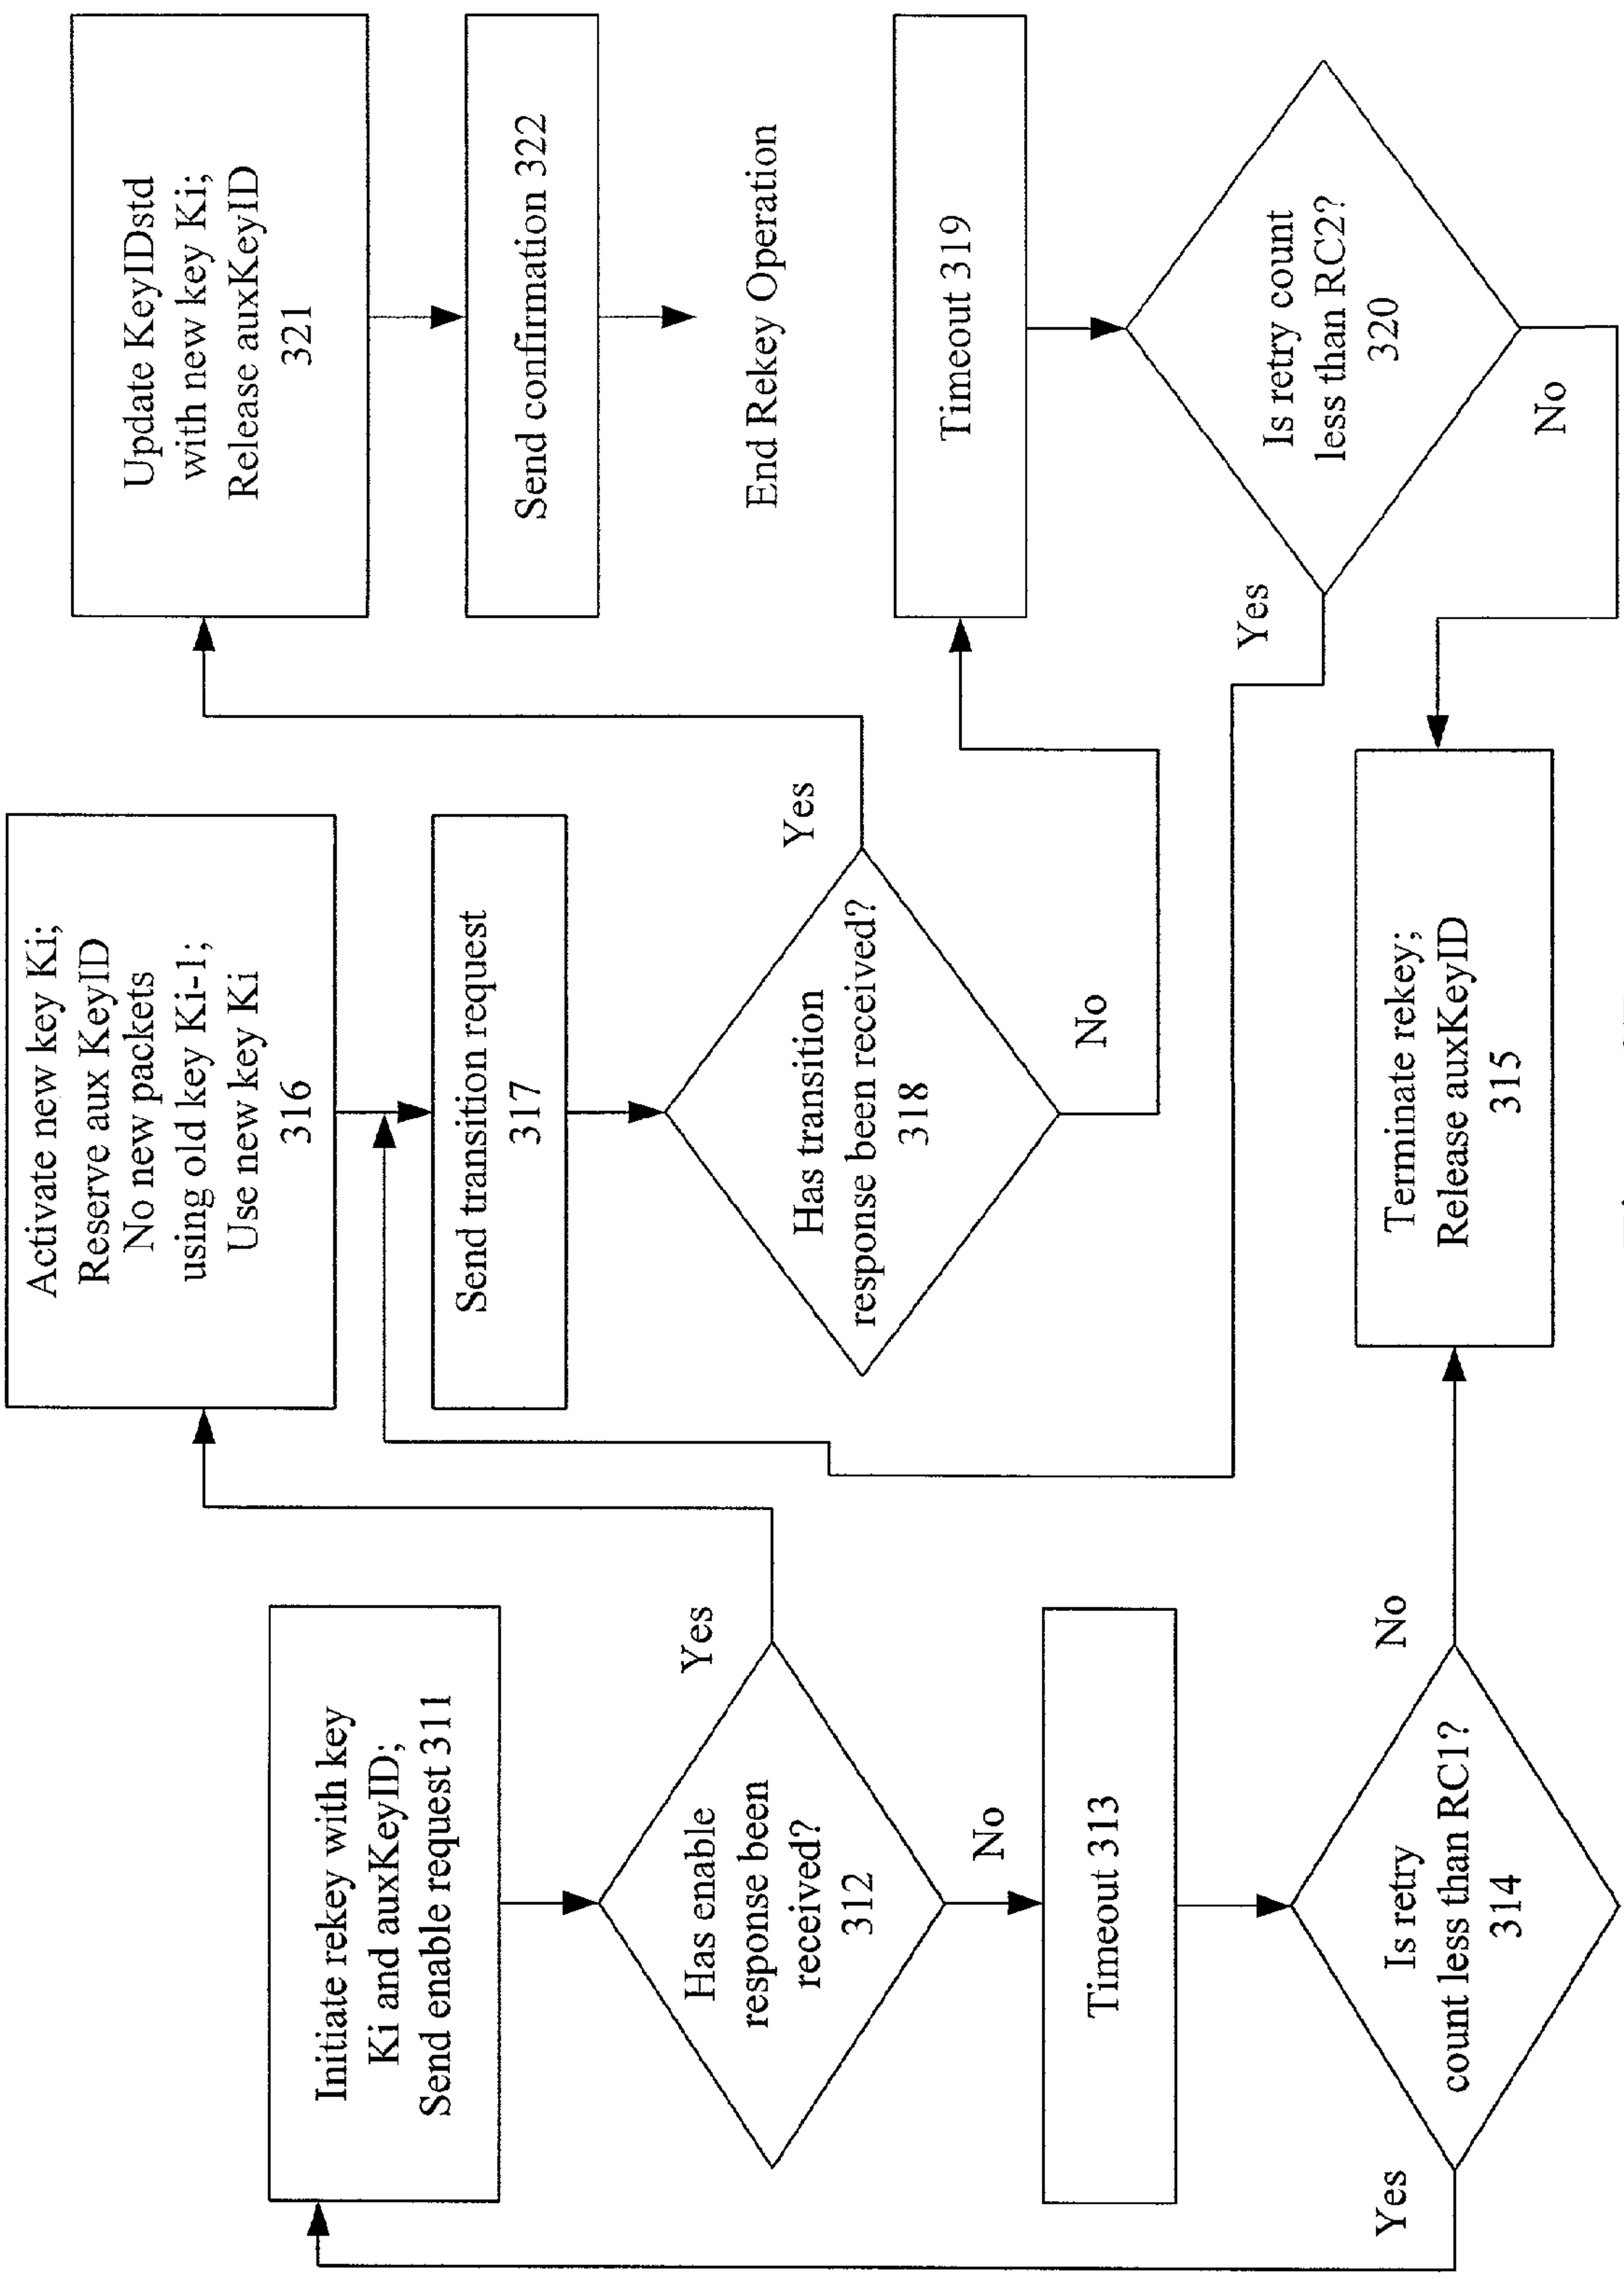 Initiate rekey with key
Ki and auxKeyID;
Send enable request 311
Has enable
response been
received?
312
Yes
No
Timeout 313
Is retry
count less than RC1?
314
Yes
No
Activate new key Ki;
Reserve aux KeyID
No new packets
using old key Ki-1;
Use new key Ki
316
Send transition request
317
Has transition
response been received?
318
Yes
No
Terminate rekey;
Release auxKeyID
315
Update KeyIDstd
with new key Ki;
Release auxKeyID
321
Send confirmation 322
End Rekey Operation
Timeout 319
Is retry count
less than RC2?
320
Yes
No